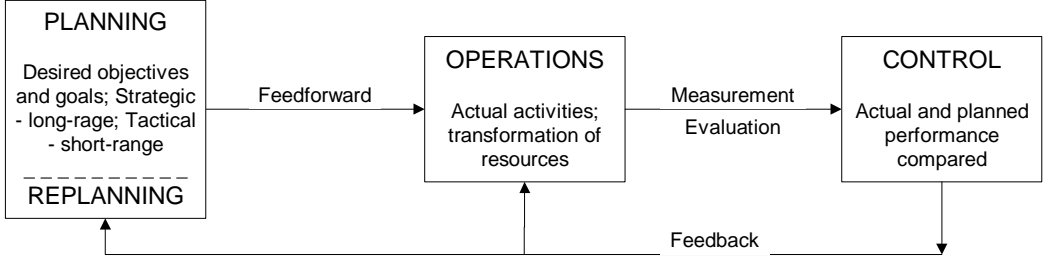 PLANNING
Desired objectives
and goals; Strategic
- long-rage; Tactical
- short-range
REPLANNING
Feedforward
OPERATIONS
Actual activities;
transformation of
resources
Measurement
Evaluation
CONTROL
Actual and planned
performance
compared
Feedback